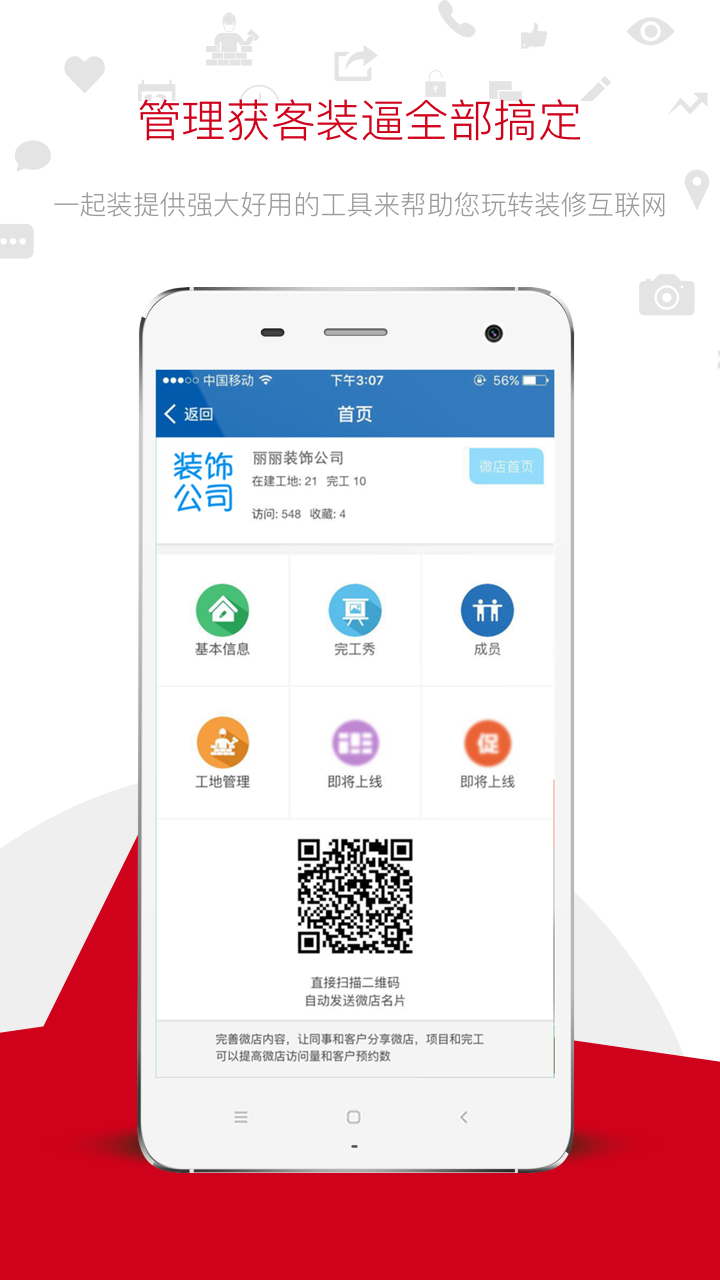 管理获客装逼全部搞定
一起装提供强大好用的工具来帮助您玩转装修互联网
中国移动 下午3:07 56%
返回 首页
装饰
公司
丽丽装饰公司
在建工地: 21 完工 10
访问: 548 收藏: 4
微店首页
基本信息 完工秀 成员
工地管理 即将上线 促 即将上线
直接扫描二维码
自动发送微店名片
完善微店内容，让同事和客户分享微店，项目和完工
可以提高微店访问量和客户预约数